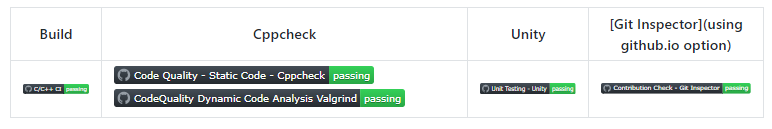 Build
Cppcheck
Unity
[Git Inspector](using
github.io option)
C/C++ CI passing
Code Quality - Static Code - Cppcheck passing
CodeQuality Dynamic Code Analysis Valgrind passing
Unit Testing - Unity passing
Contribution Check - Git Inspector passing